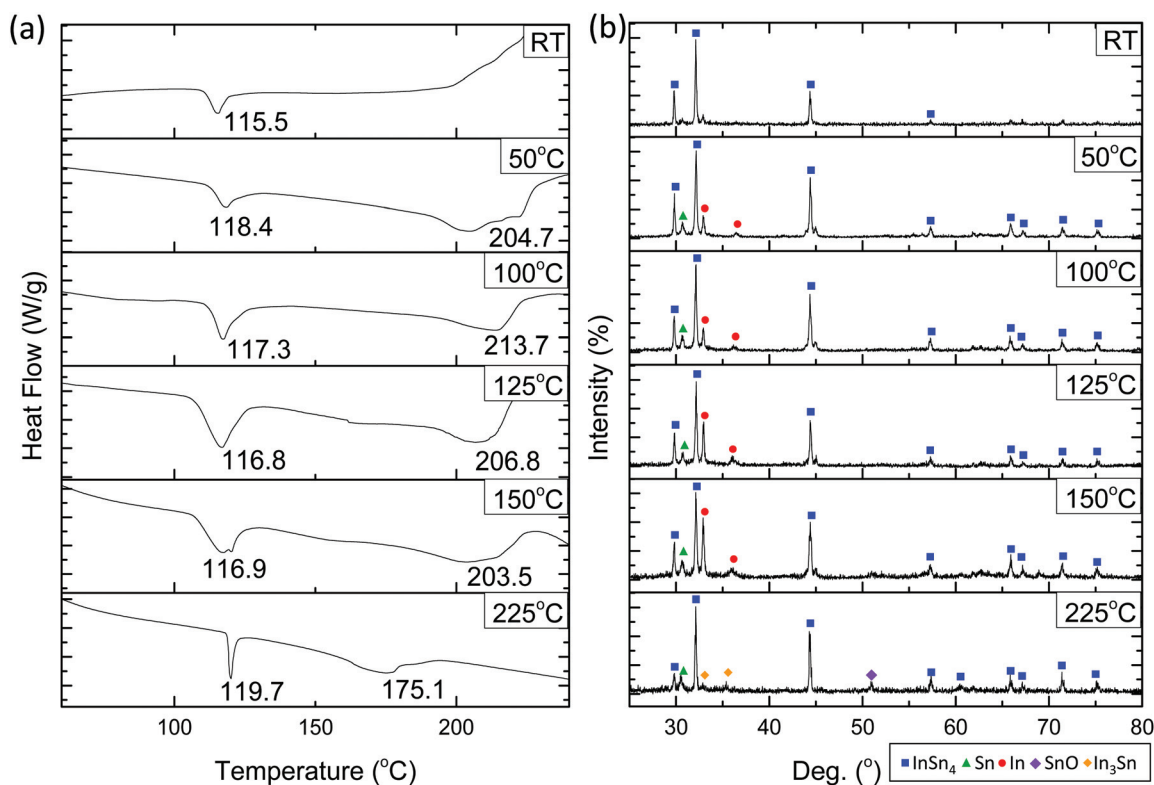 (a)
RT
115.5
50°C
118.4
204.7
100°C
117.3
213.7
125°C
116.8
206.8
150°C
116.9
203.5
225°C
119.7
175.1
100
150
200
Heat Flow (W/g)
Temperature (°C)
(b)
RT
50°C
100°C
125°C
150°C
225°C
30
40
50
60
65
70
75
80
Intensity (%)
Deg. (°)
InSn₄ Sn In SnO In₃Sn